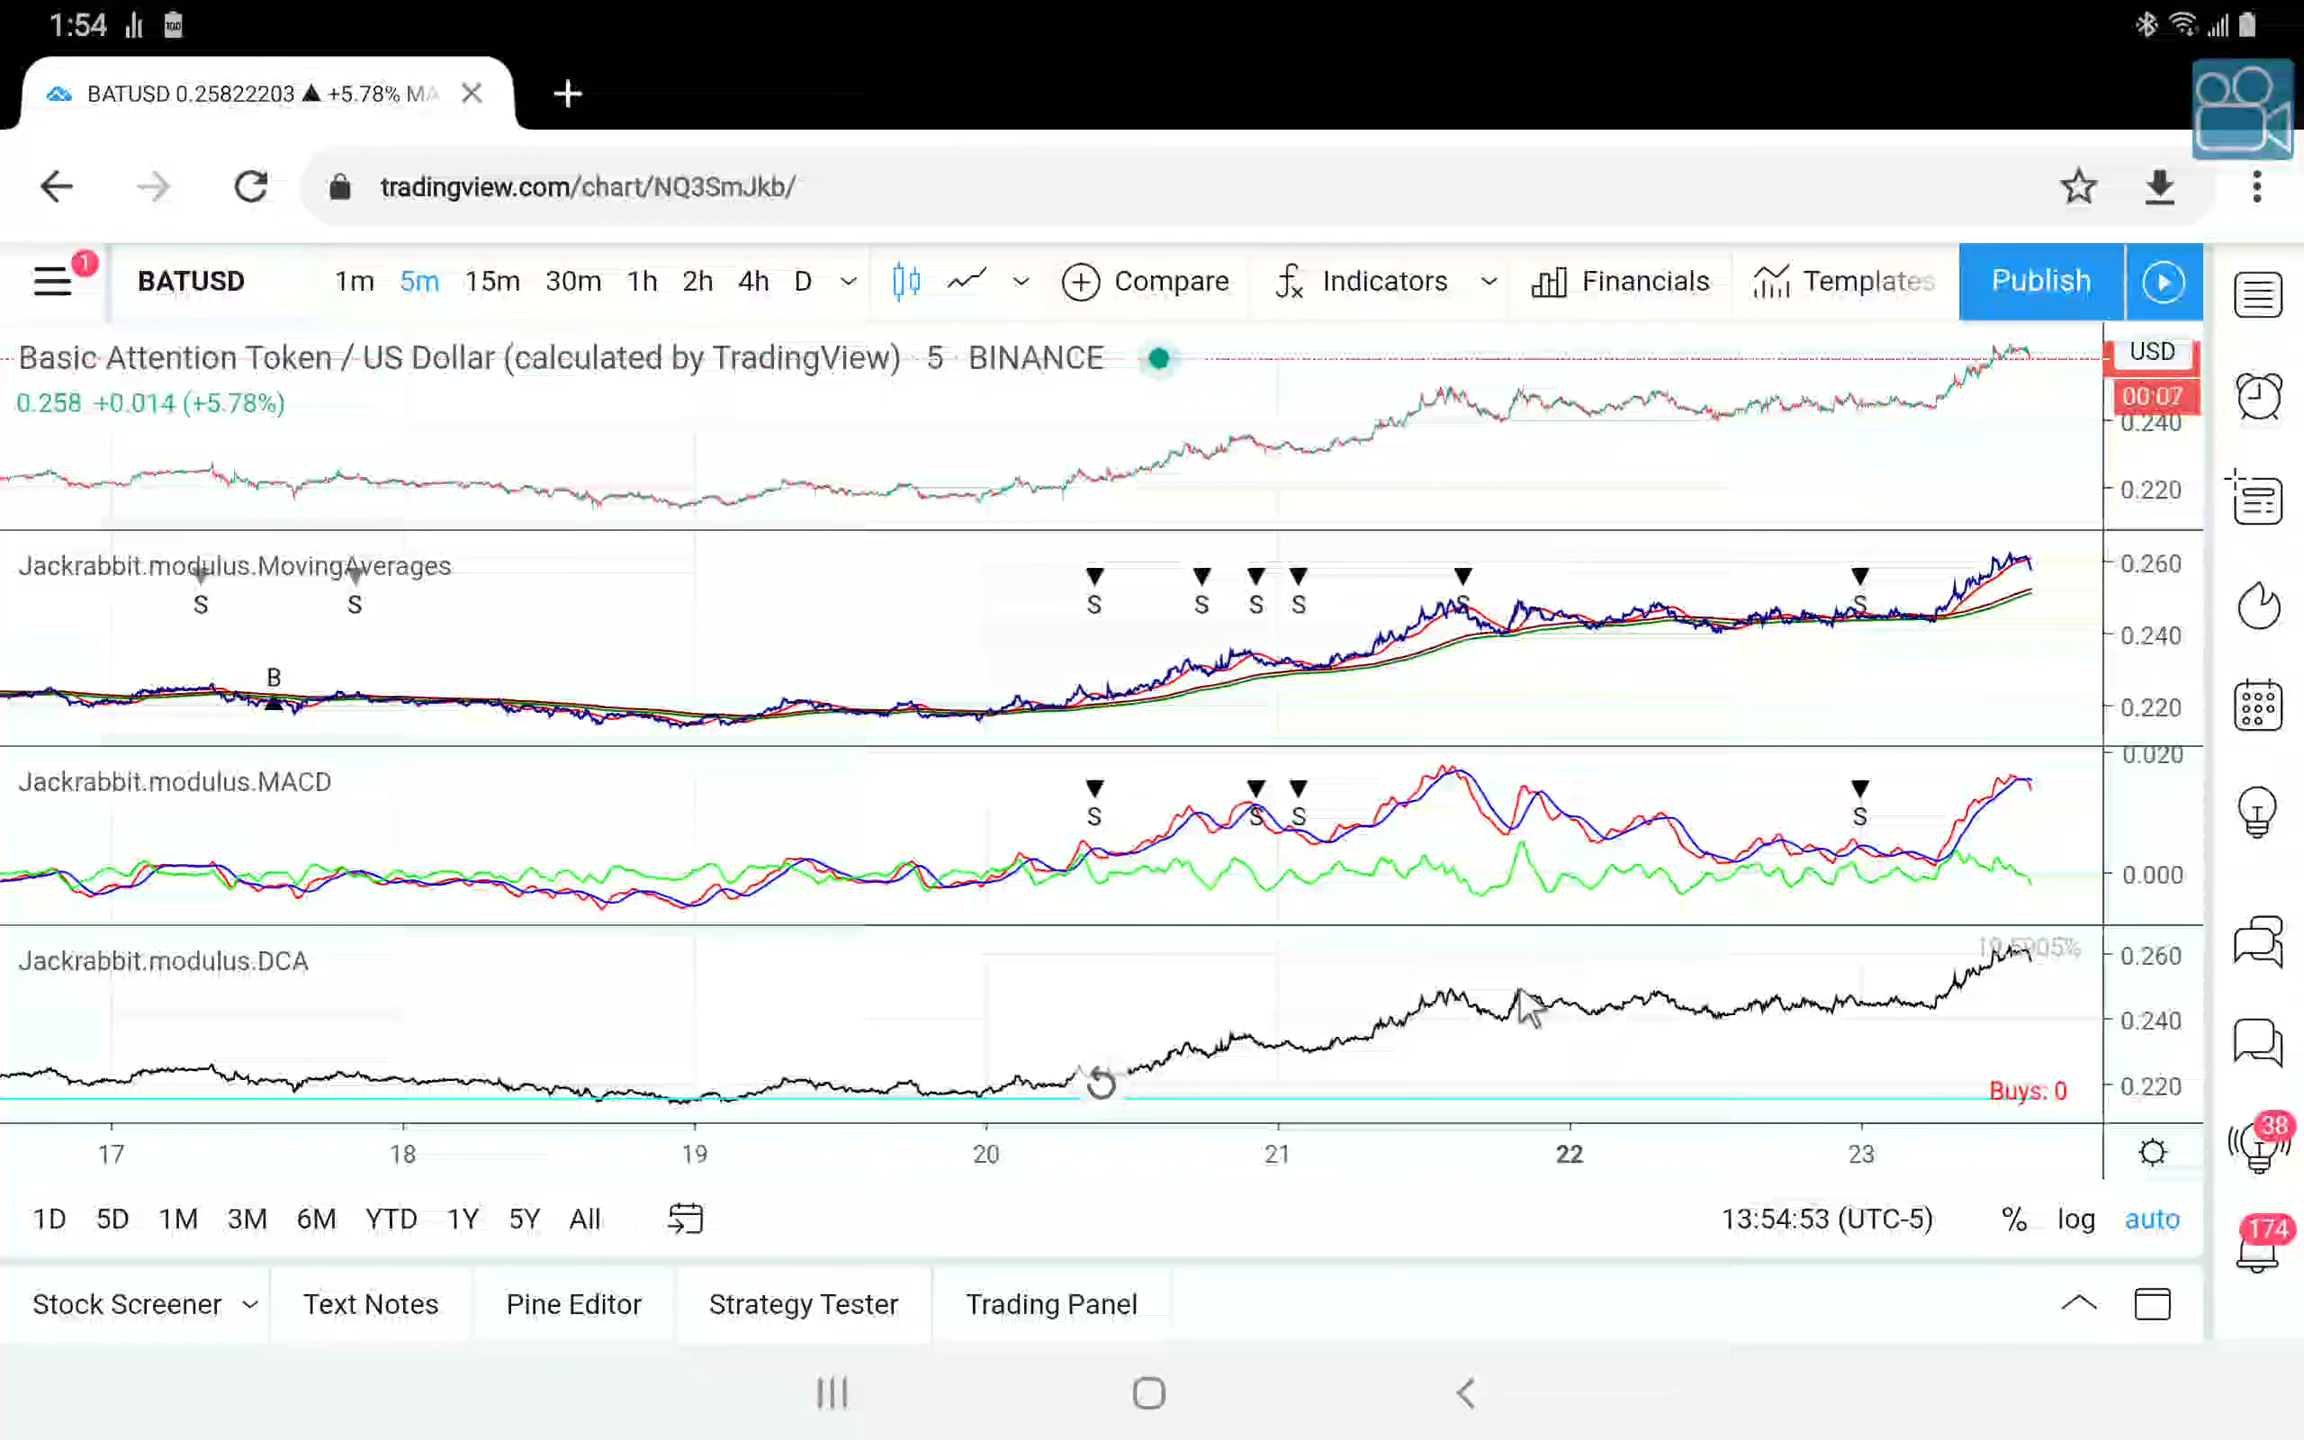 1:54
BATUSD 0.25822203 ▲ +5.78% MA
tradingview.com/chart/NQ3SmJkb/
1
BATUSD 1m 5m 15m 30m 1h 2h 4h D Compare Indicators Financials Templates Publish
Basic Attention Token / US Dollar (calculated by TradingView) · 5 · BINANCE
USD
0.258 +0.014 (+5.78%)
00:07
0.240
0.220
Jackrabbit.modulus.MovingAverages
0.260
S S S S S S S S
0.240
B
0.220
0.020
Jackrabbit.modulus.MACD
S S S S
0.000
Jackrabbit.modulus.DCA
0.260
0.240
Buys: 0
0.220
17 18 19 20 21 22 23
38
1D 5D 1M 3M 6M YTD 1Y 5Y All
13:54:53 (UTC-5) % log auto
174
Stock Screener Text Notes Pine Editor Strategy Tester Trading Panel